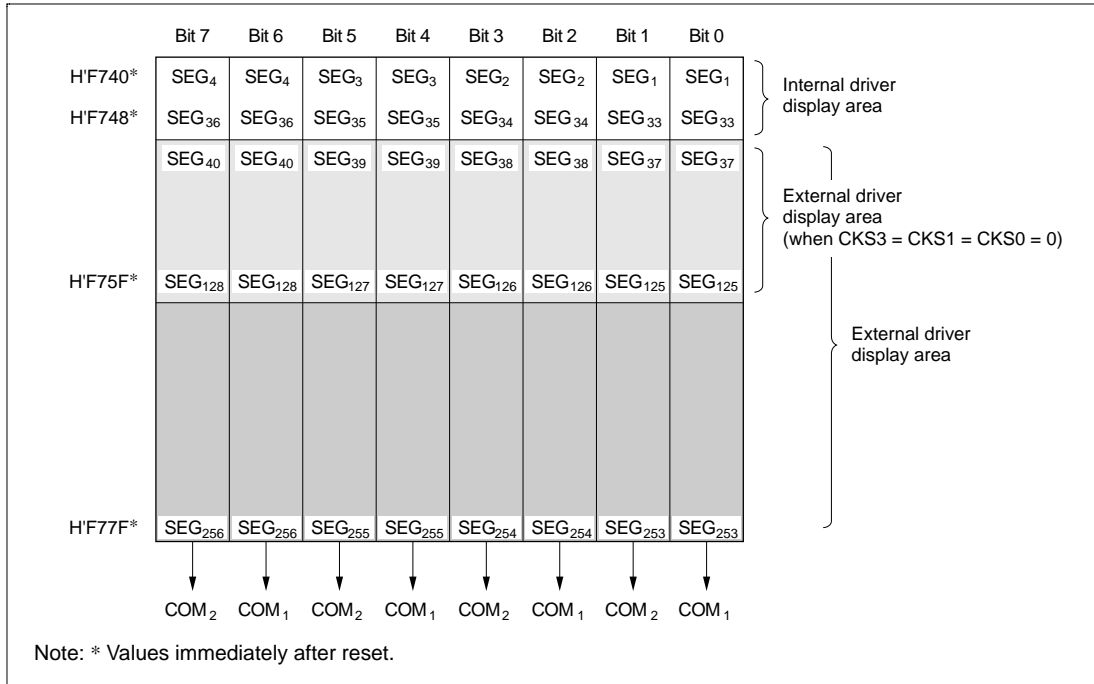 Bit 7 Bit 6 Bit 5 Bit 4 Bit 3 Bit 2 Bit 1 Bit 0
H'F740* SEG4 SEG4 SEG3 SEG3 SEG2 SEG2 SEG1 SEG1
Internal driver
display area
H'F748* SEG36 SEG36 SEG35 SEG35 SEG34 SEG34 SEG33 SEG33
SEG40 SEG40 SEG39 SEG39 SEG38 SEG38 SEG37 SEG37
External driver
display area
(when CKS3 = CKS1 = CKS0 = 0)
H'F75F* SEG128 SEG128 SEG127 SEG127 SEG126 SEG126 SEG125 SEG125
External driver
display area
H'F77F* SEG256 SEG256 SEG255 SEG255 SEG254 SEG254 SEG253 SEG253
COM2 COM1 COM2 COM1 COM2 COM1 COM2 COM1
Note: * Values immediately after reset.